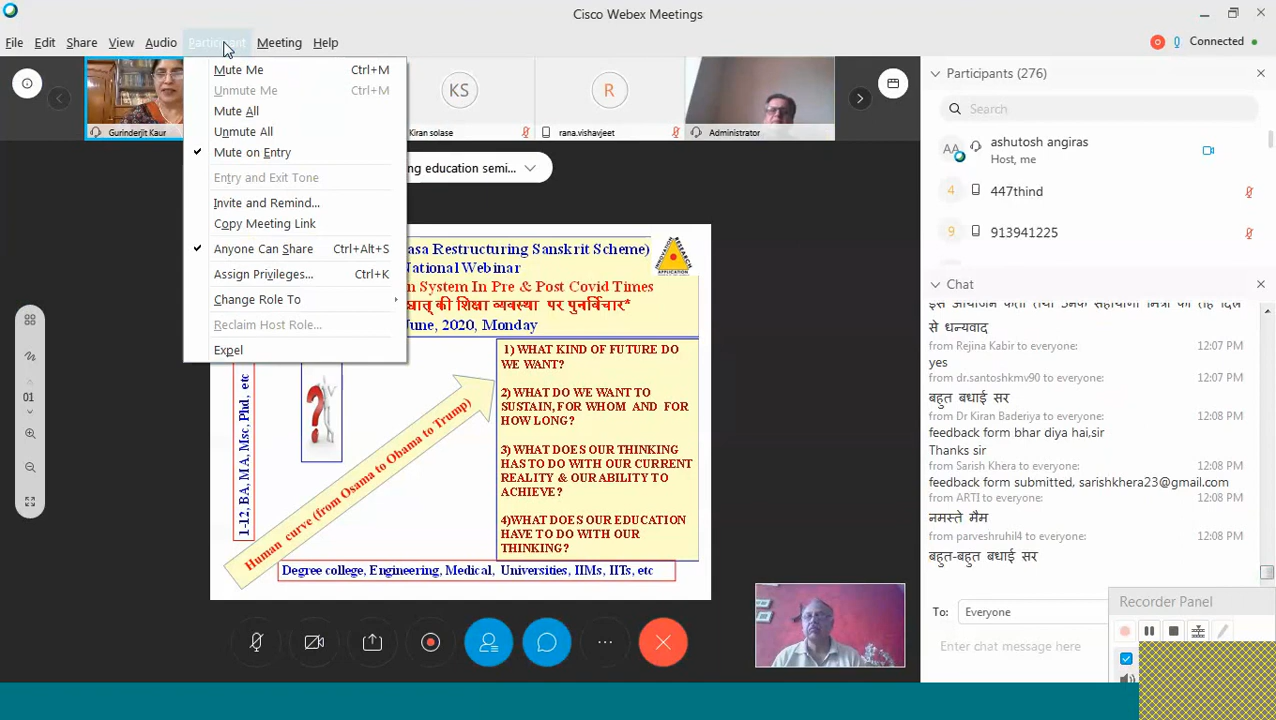 Cisco Webex Meetings
File Edit Share View Audio Participant Meeting Help
Connected
Mute Me Ctrl+M
Unmute Me Ctrl+M
Mute All
Unmute All
Mute on Entry
Entry and Exit Tone
Invite and Remind...
Copy Meeting Link
Anyone Can Share Ctrl+Alt+S
Assign Privileges... Ctrl+K
Change Role To
Reclaim Host Role...
Expel
Gurinderjit Kaur
KS
Kiran solase
R
rana.vishavjeet
Administrator
ng education semi...
01
asa Restructuring Sanskrit Scheme)
National Webinar
n System In Pre & Post Covid Times
की शिक्षा व्यवस्था पर पुनर्विचार*
June, 2020, Monday
1-12, BA, MA, Msc, Phd, etc
Human curve (from Osama to Obama to Trump)
1) WHAT KIND OF FUTURE DO
WE WANT?
2) WHAT DO WE WANT TO
SUSTAIN, FOR WHOM AND FOR
HOW LONG?
3) WHAT DOES OUR THINKING
HAS TO DO WITH OUR CURRENT
REALITY & OUR ABILITY TO
ACHIEVE?
4)WHAT DOES OUR EDUCATION
HAVE TO DO WITH OUR
THINKING?
Degree college, Engineering, Medical, Universities, IIMs, IITs, etc
Participants (276)
Search
AA
ashutosh angiras
Host, me
4 447thind
9 913941225
Chat
से धन्यवाद
from Rejina Kabir to everyone: 12:07 PM
yes
from dr.santoshkmv90 to everyone: 12:07 PM
बहुत बधाई सर
from Dr Kiran Baderiya to everyone: 12:08 PM
feedback form bhar diya hai,sir
Thanks sir
from Sarish Khera to everyone: 12:08 PM
feedback form submitted, sarishkhera23@gmail.com
from ARTI to everyone: 12:08 PM
नमस्ते मैम
from parveshruhil4 to everyone: 12:08 PM
बहुत-बहुत बधाई सर
To: Everyone
Enter chat message here
Recorder Panel